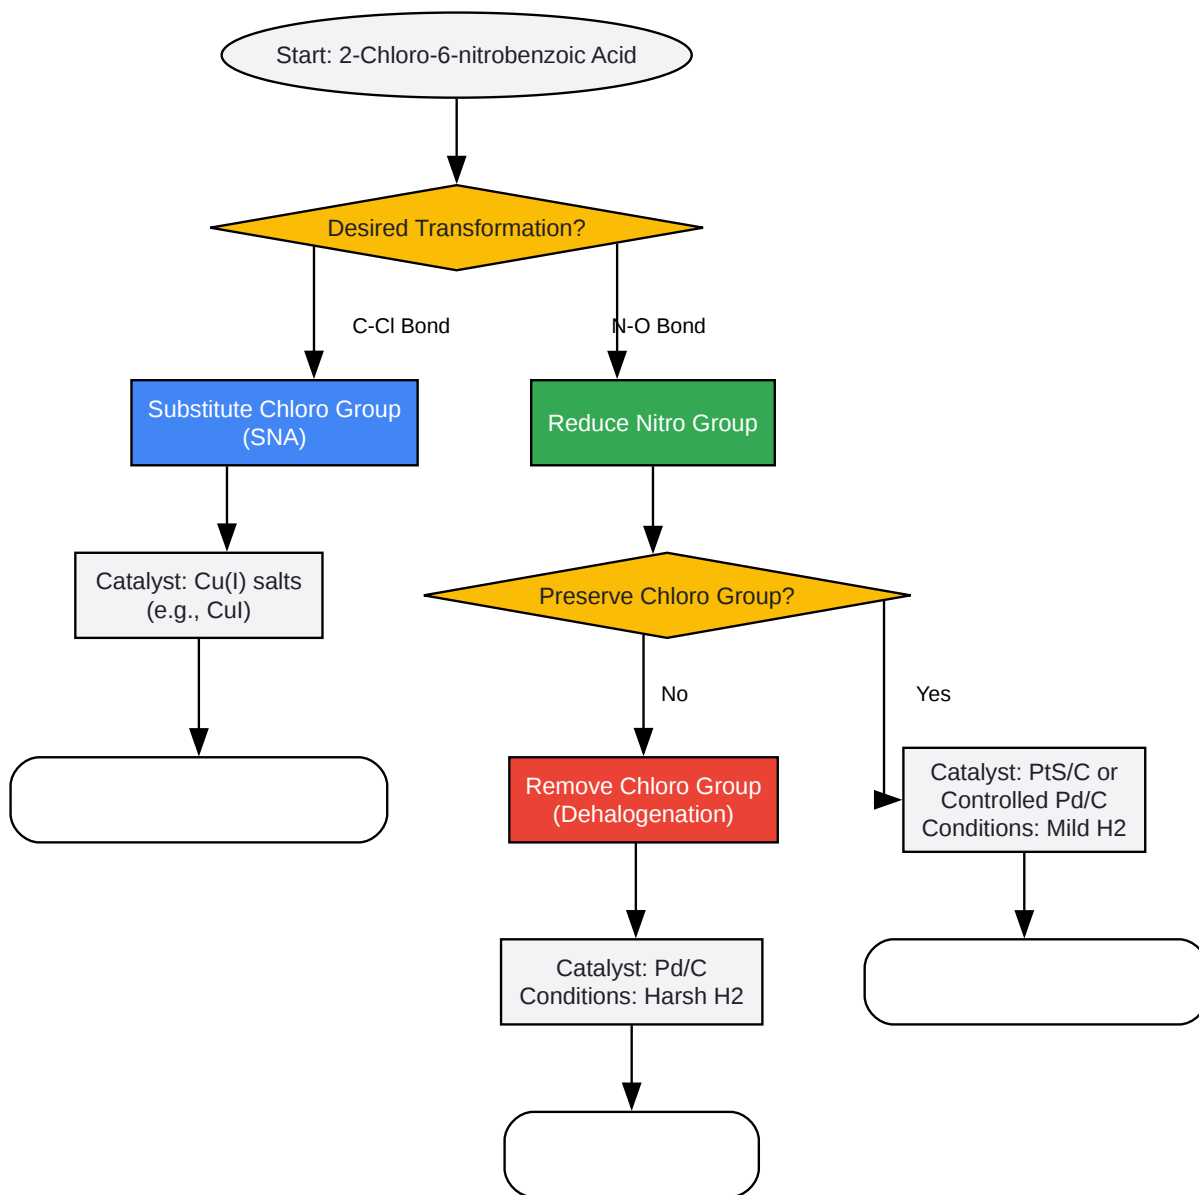 Start: 2-Chloro-6-nitrobenzoic Acid
Desired Transformation?
C-Cl Bond
N-O Bond
Substitute Chloro Group
(SNA)
Reduce Nitro Group
Catalyst: Cu(I) salts
(e.g., CuI)
Preserve Chloro Group?
No
Yes
Remove Chloro Group
(Dehalogenation)
Catalyst: PtS/C or
Controlled Pd/C
Conditions: Mild H2
Catalyst: Pd/C
Conditions: Harsh H2